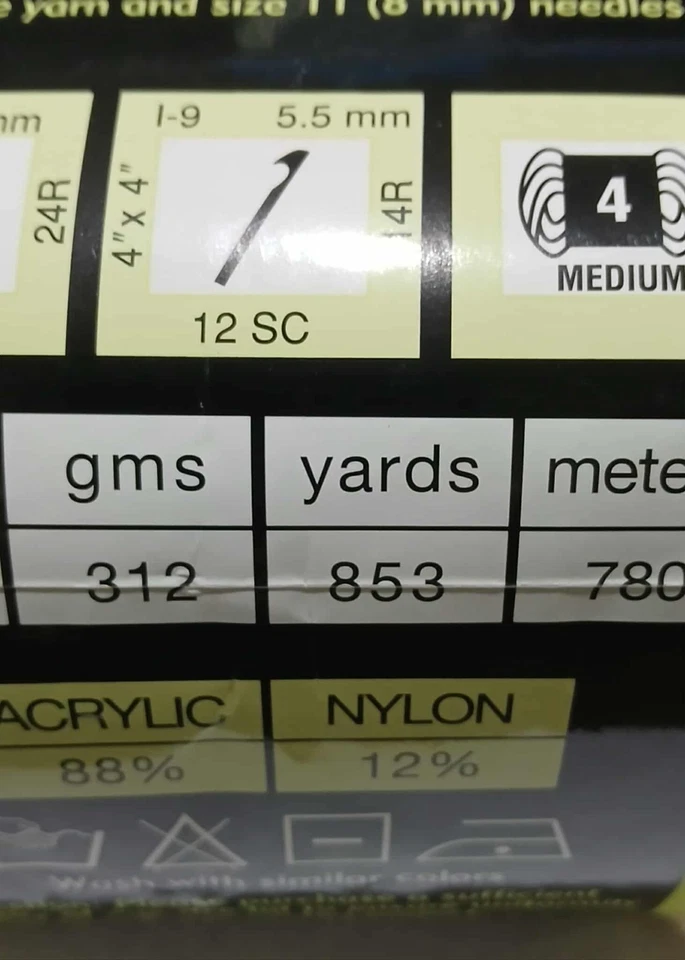 e yarn and size 11 (8 mm) needles
mm
24R
I-9 5.5 mm
4" x 4"
14R
12 SC
4
MEDIUM
gms yards mete
312 853 780
ACRYLIC NYLON
88% 12%
Wash with similar colors